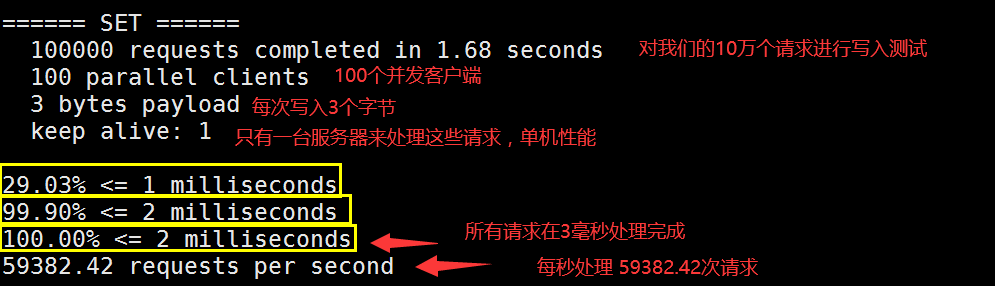 ====== SET ======
100000 requests completed in 1.68 seconds 对我们的10万个请求进行写入测试
100 parallel clients 100个并发客户端
3 bytes payload 每次写入3个字节
keep alive: 1 只有一台服务器来处理这些请求，单机性能
29.03% <= 1 milliseconds
99.90% <= 2 milliseconds
100.00% <= 2 milliseconds 所有请求在3毫秒处理完成
59382.42 requests per second 每秒处理 59382.42次请求